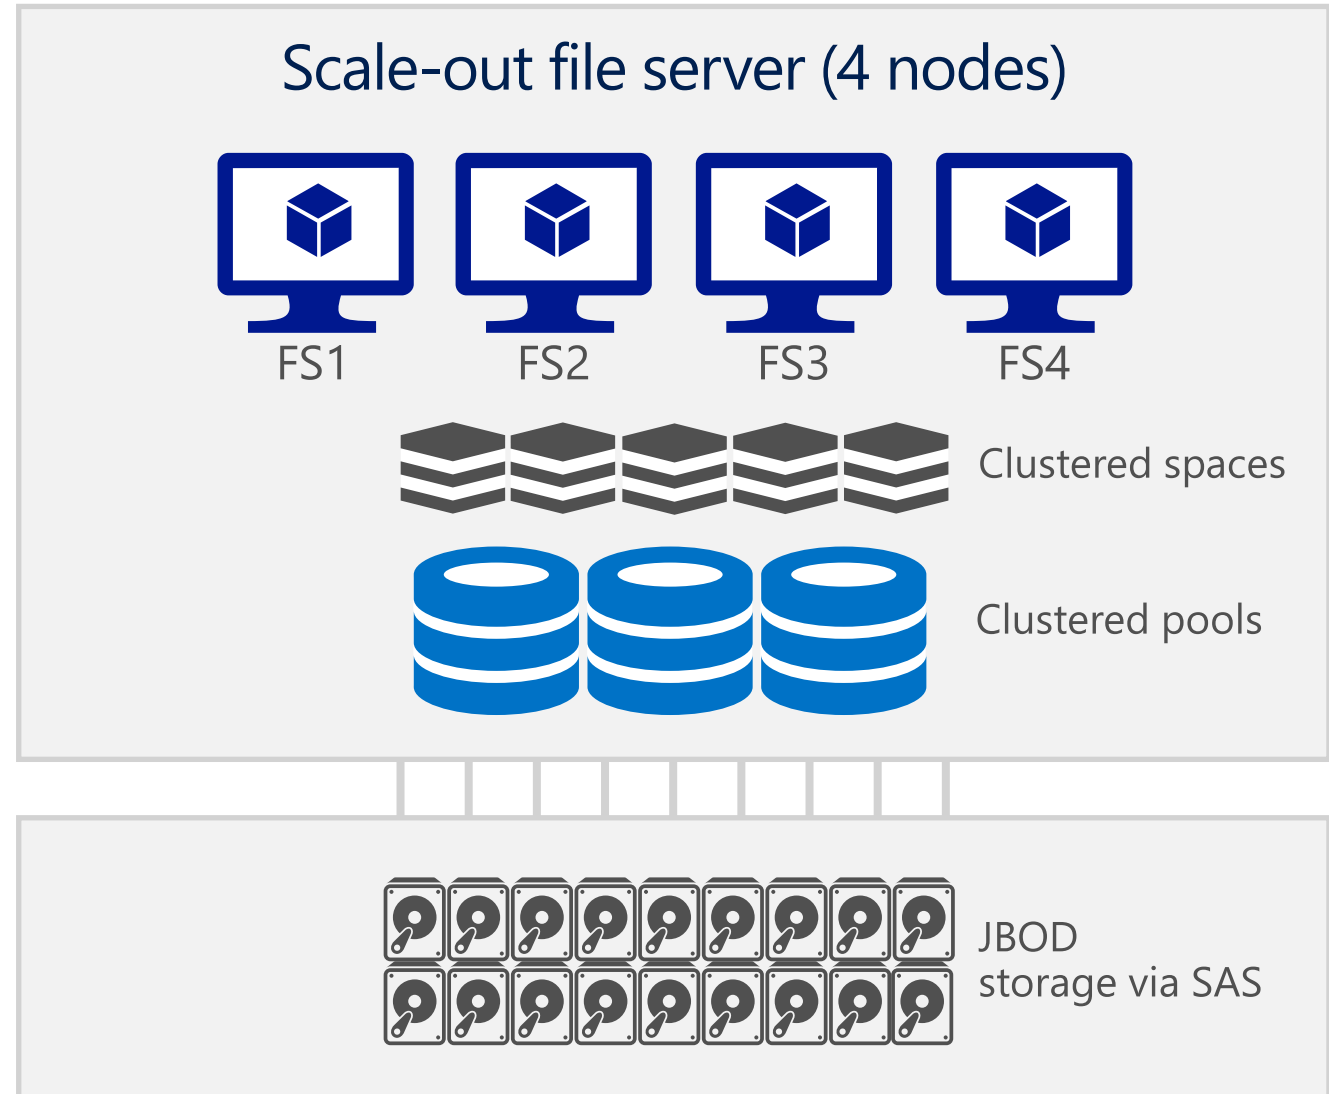 Scale-out file server (4 nodes)
FS1
FS2
FS3
FS4
Clustered spaces
Clustered pools
JBOD
storage via SAS